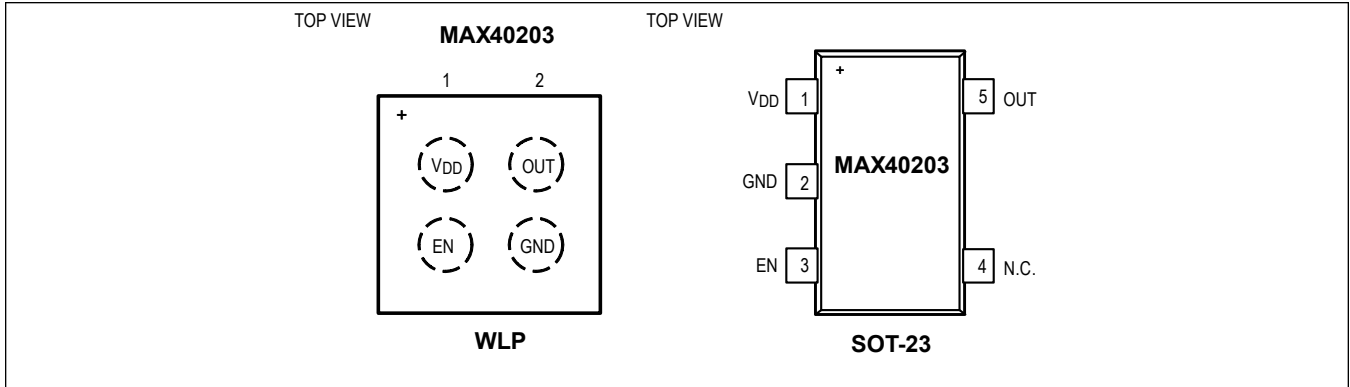 TOP VIEW
MAX40203
1 2
+
VDD OUT
EN GND
WLP
TOP VIEW
+
VDD 1 5 OUT
MAX40203
GND 2
EN 3 4 N.C.
SOT-23